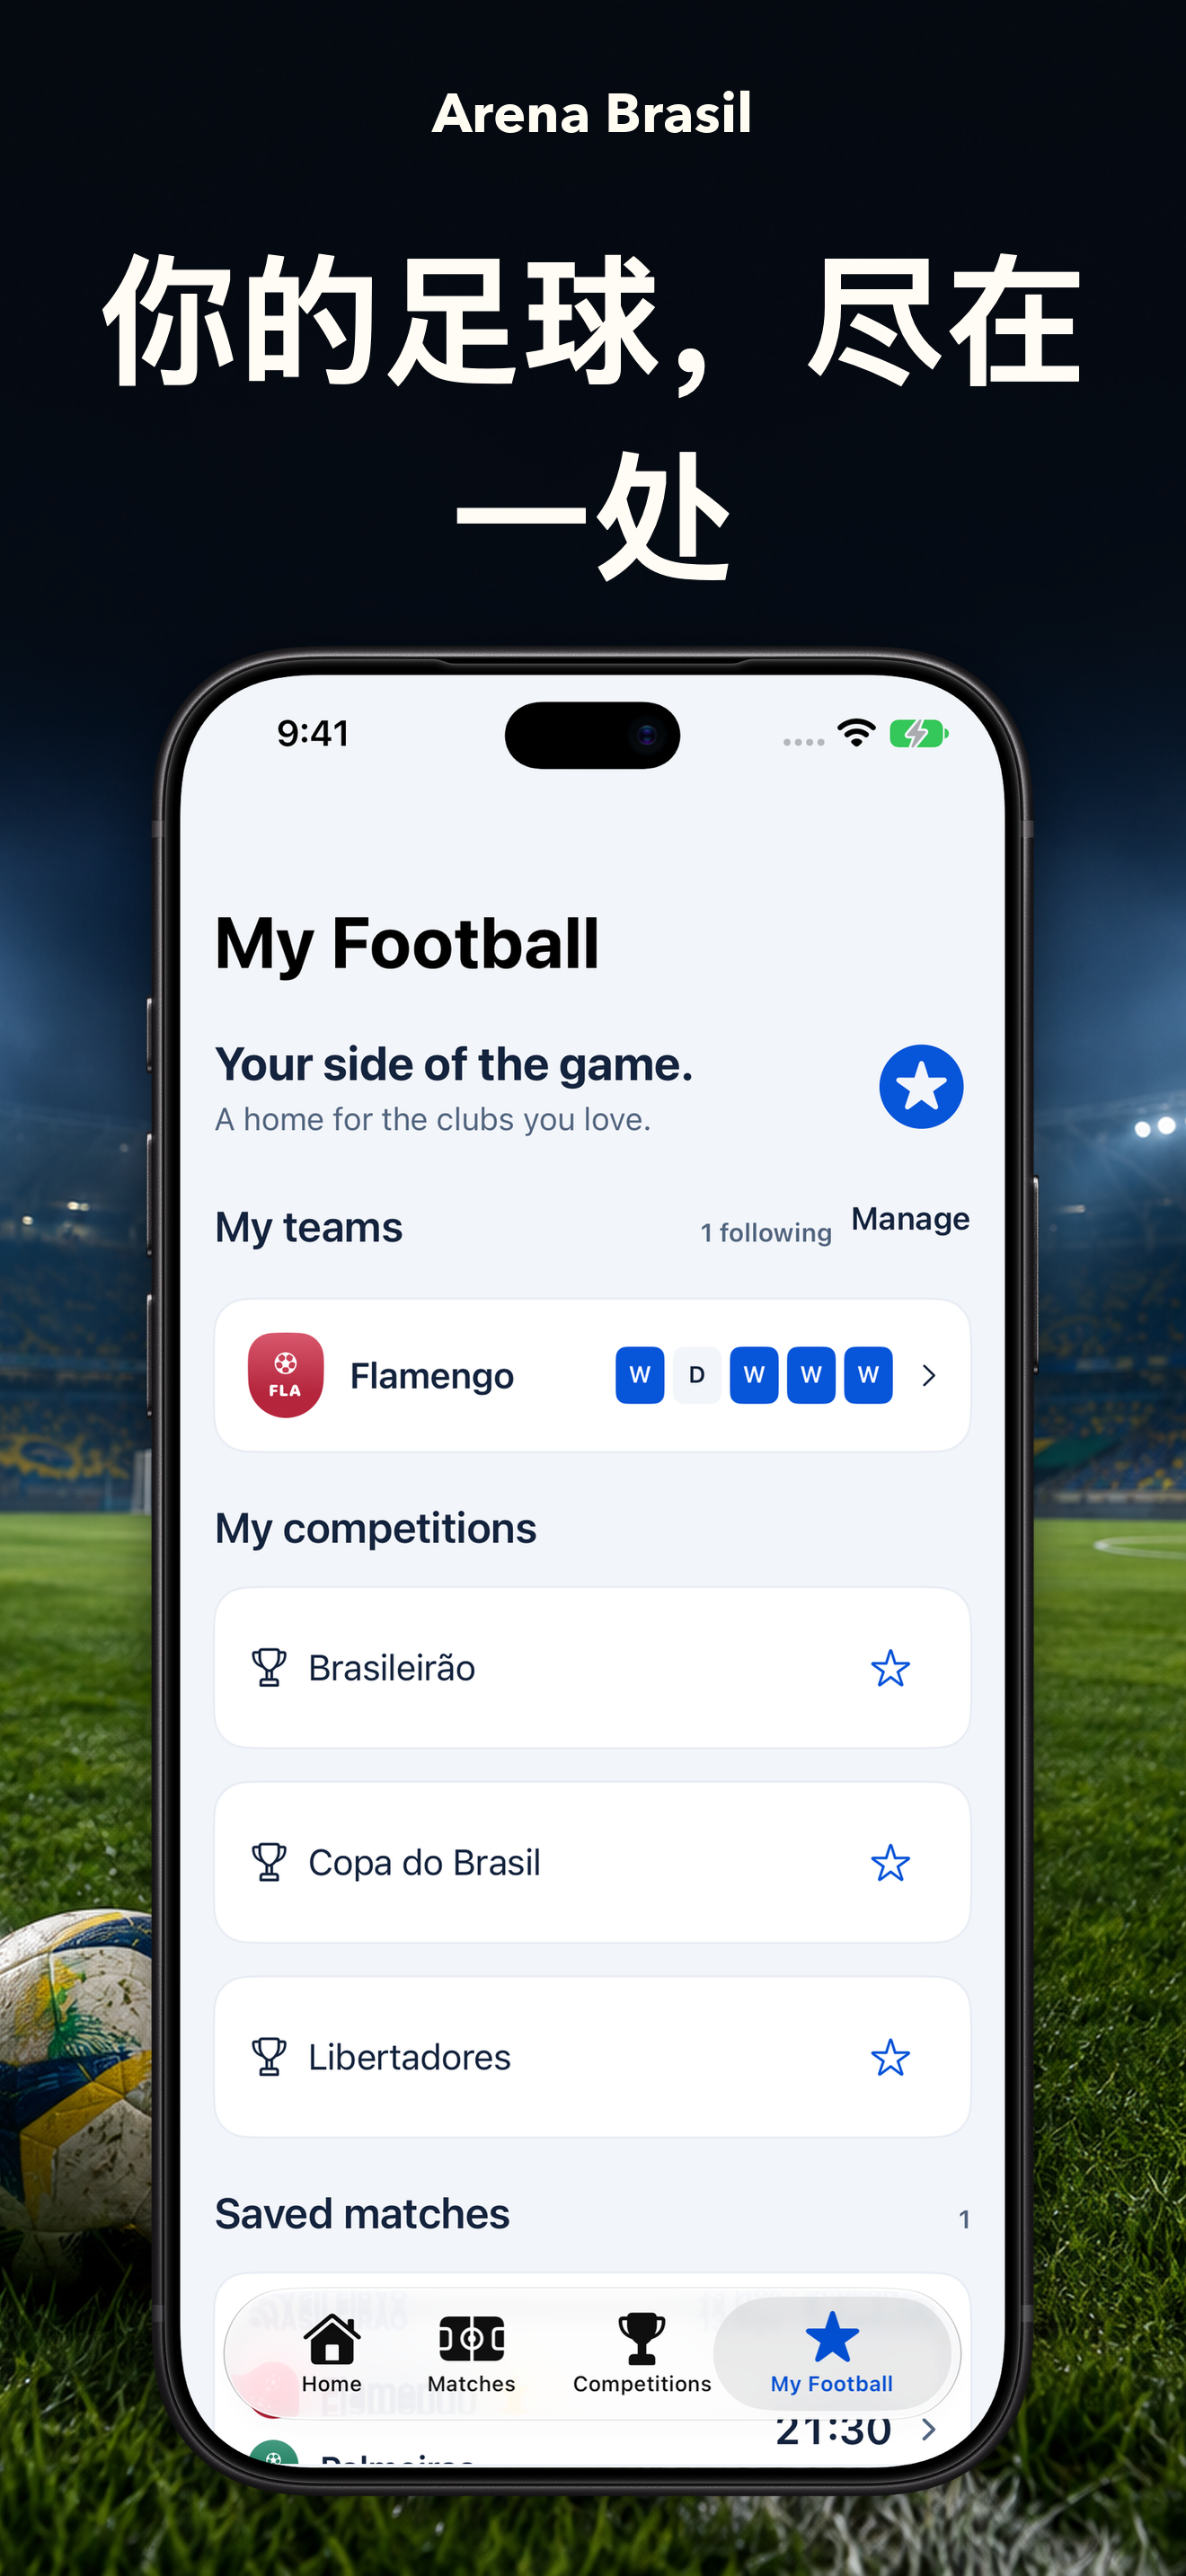 Arena Brasil
你的足球，尽在
一处
9:41
My Football
Your side of the game.
A home for the clubs you love.
My teams
1 following
Manage
FLA
Flamengo
W D W W W
My competitions
Brasileirão
Copa do Brasil
Libertadores
Saved matches
1
Home
Matches
Competitions
My Football
21:30
Palmeiras